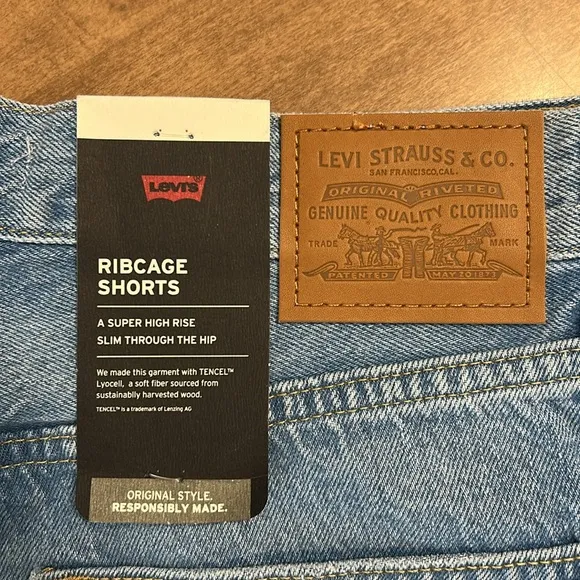 Levi's
RIBCAGE
SHORTS
A SUPER HIGH RISE
SLIM THROUGH THE HIP
We made this garment with TENCEL™
Lyocell, a soft fiber sourced from
sustainablly harvested wood.
TENCEL™ is a trademark of Lenzing AG
ORIGINAL STYLE.
RESPONSIBLY MADE.
LEVI STRAUSS & CO.
SAN FRANCISCO, CAL.
ORIGINAL RIVETED
GENUINE QUALITY CLOTHING
TRADE MARK
PATENTED MAY 20 1873